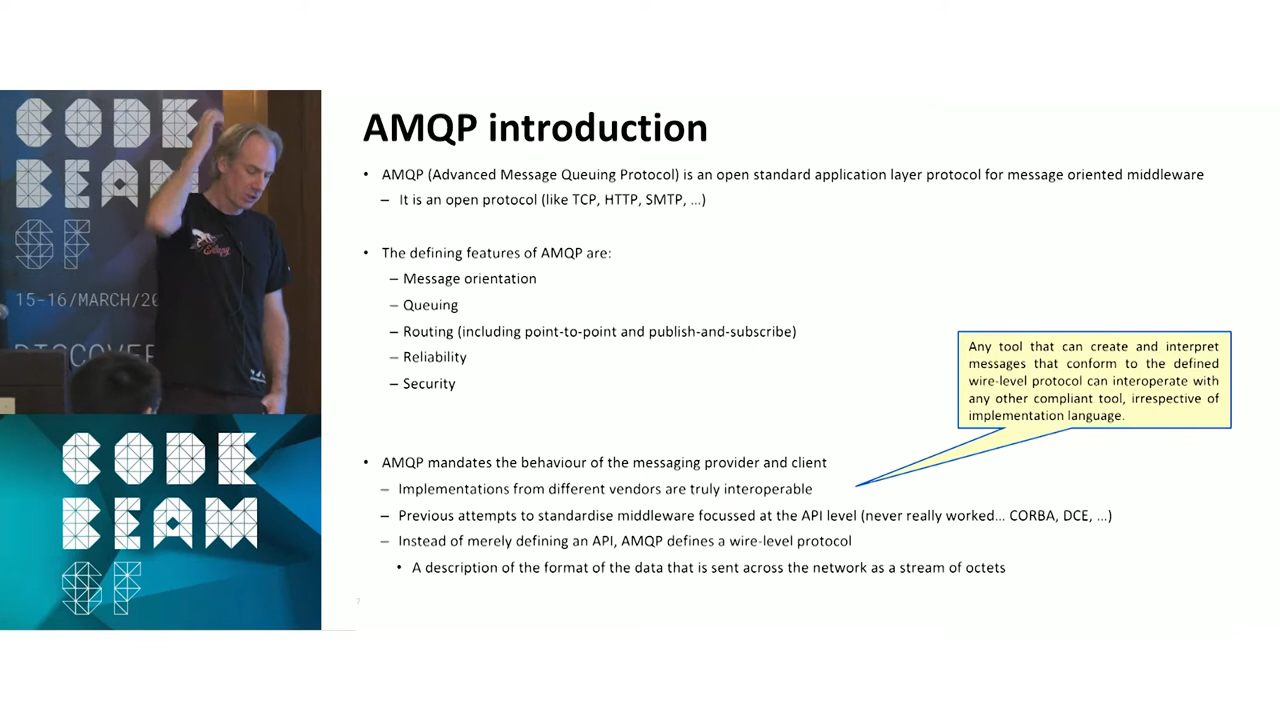 CODE
BEAM
SF
15-16/MARCH/20
DISCOVER
CODE
BEAM
SF
AMQP introduction
• AMQP (Advanced Message Queuing Protocol) is an open standard application layer protocol for message oriented middleware
– It is an open protocol (like TCP, HTTP, SMTP, ...)
• The defining features of AMQP are:
– Message orientation
– Queuing
– Routing (including point-to-point and publish-and-subscribe)
– Reliability
– Security
Any tool that can create and interpret
messages that conform to the defined
wire-level protocol can interoperate with
any other compliant tool, irrespective of
implementation language.
• AMQP mandates the behaviour of the messaging provider and client
– Implementations from different vendors are truly interoperable
– Previous attempts to standardise middleware focussed at the API level (never really worked... CORBA, DCE, ...)
– Instead of merely defining an API, AMQP defines a wire-level protocol
• A description of the format of the data that is sent across the network as a stream of octets
7